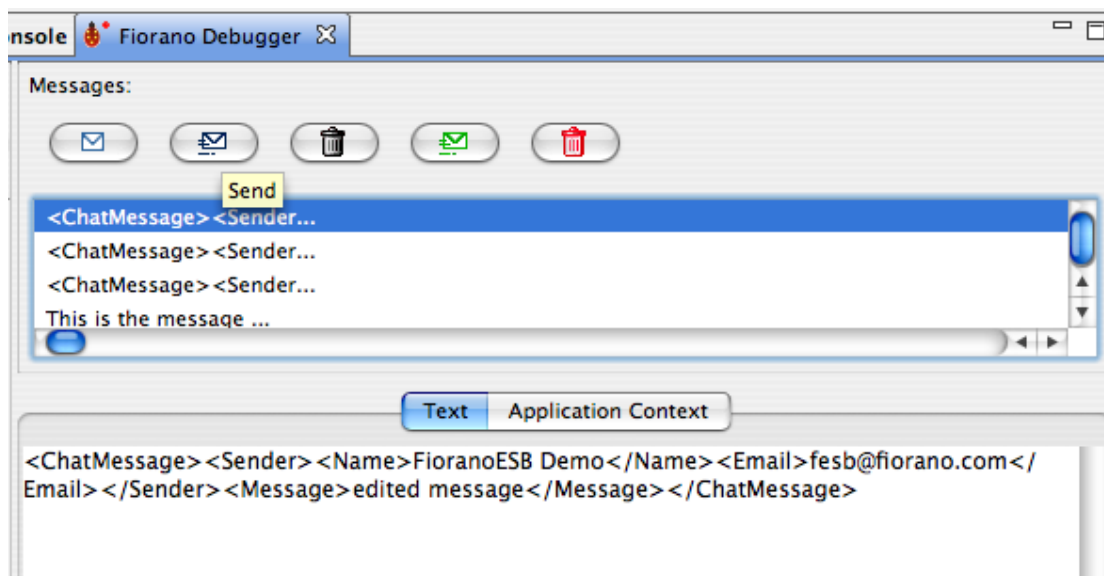 nsole Fiorano Debugger
Messages:
Send
<ChatMessage><Sender...
<ChatMessage><Sender...
<ChatMessage><Sender...
This is the message ...
Text Application Context
<ChatMessage><Sender><Name>FioranoESB Demo</Name><Email>fesb@fiorano.com</
Email></Sender><Message>edited message</Message></ChatMessage>